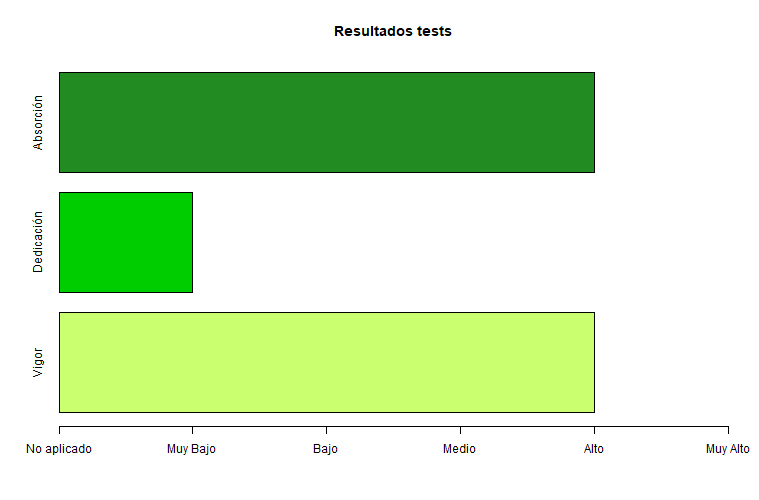 Resultados tests
Absorción
Dedicación
Vigor
No aplicado
Muy Bajo
Bajo
Medio
Alto
Muy Alto